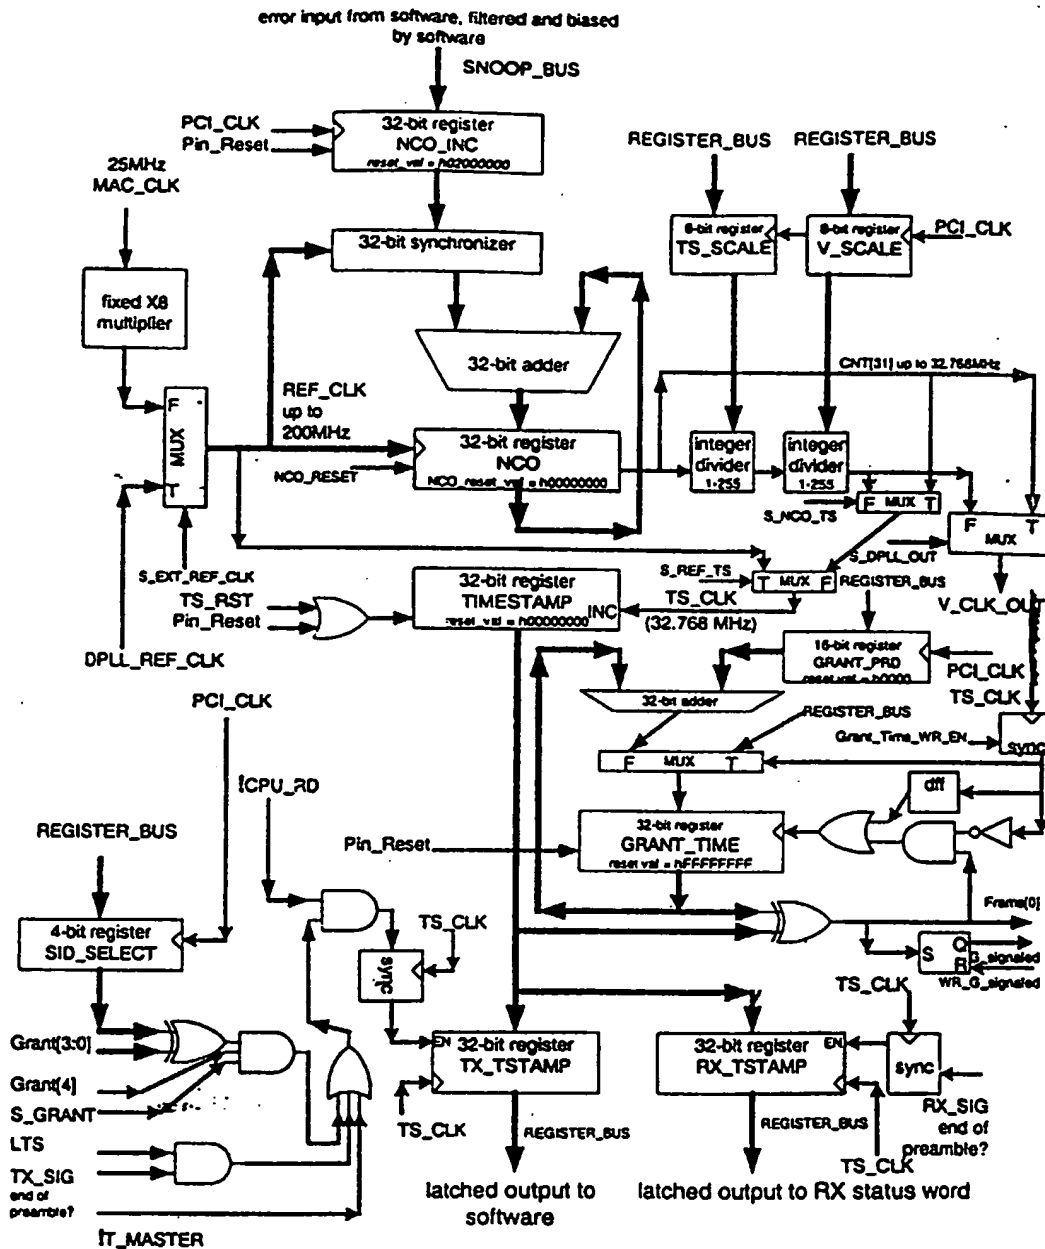 error input from software, filtered and biased
by software
SNOOP_BUS
PCI_CLK
Pin_Reset
32-bit register
NCO_INC
reset_val = h02000000
REGISTER_BUS
REGISTER_BUS
25MHz
MAC_CLK
32-bit synchronizer
8-bit register
TS_SCALE
8-bit register
V_SCALE
PCI_CLK
fixed X8
multiplier
32-bit adder
CNT[31] up to 32.768MHz
F
MUX
T
REF_CLK
up to
200MHz
NCO_RESET
32-bit register
NCO
NCO_reset_val = h00000000
integer
divider
1-255
integer
divider
1-255
S_NCO_TS
F MUX T
F T
MUX
S_DPLL_OUT
S_EXT_REF_CLK
S_REF_TS
T MUX F
REGISTER_BUS
V_CLK_OUT
TS_RST
Pin_Reset
32-bit register
TIMESTAMP
reset_val = h00000000
INC
TS_CLK
(32.768 MHz)
DPLL_REF_CLK
16-bit register
GRANT_PRD
reset val = h0000
PCI_CLK
TS_CLK
PCI_CLK
32-bit adder
REGISTER_BUS
Grant_Time_WR_EN
sync
F MUX T
!CPU_RD
dff
REGISTER_BUS
Pin_Reset
32-bit register
GRANT_TIME
reset val = hFFFFFFFF
4-bit register
SID_SELECT
TS_CLK
sync
Frame[0]
S Q
R
G_signaled
WR_G_signaled
TS_CLK
Grant[3:0]
Grant[4]
S_GRANT
EN
32-bit register
TX_TSTAMP
32-bit register
RX_TSTAMP
EN
sync
LTS
TX_SIG
end of
preamble?
!T_MASTER
TS_CLK
REGISTER_BUS
REGISTER_BUS
TS_CLK
RX_SIG
end of
preamble?
latched output to
software
latched output to RX status word